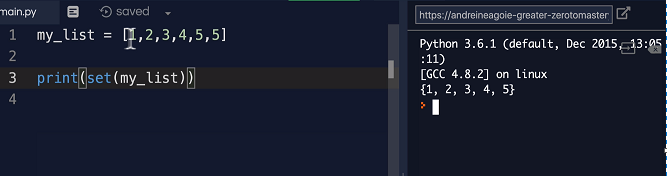 main.py
saved
https://andreineagoie-greater-zerotomaster
1 my_list = [1,2,3,4,5,5]
2
3 print(set(my_list))
4
Python 3.6.1 (default, Dec 2015, 13:05
:11)
[GCC 4.8.2] on linux
{1, 2, 3, 4, 5}